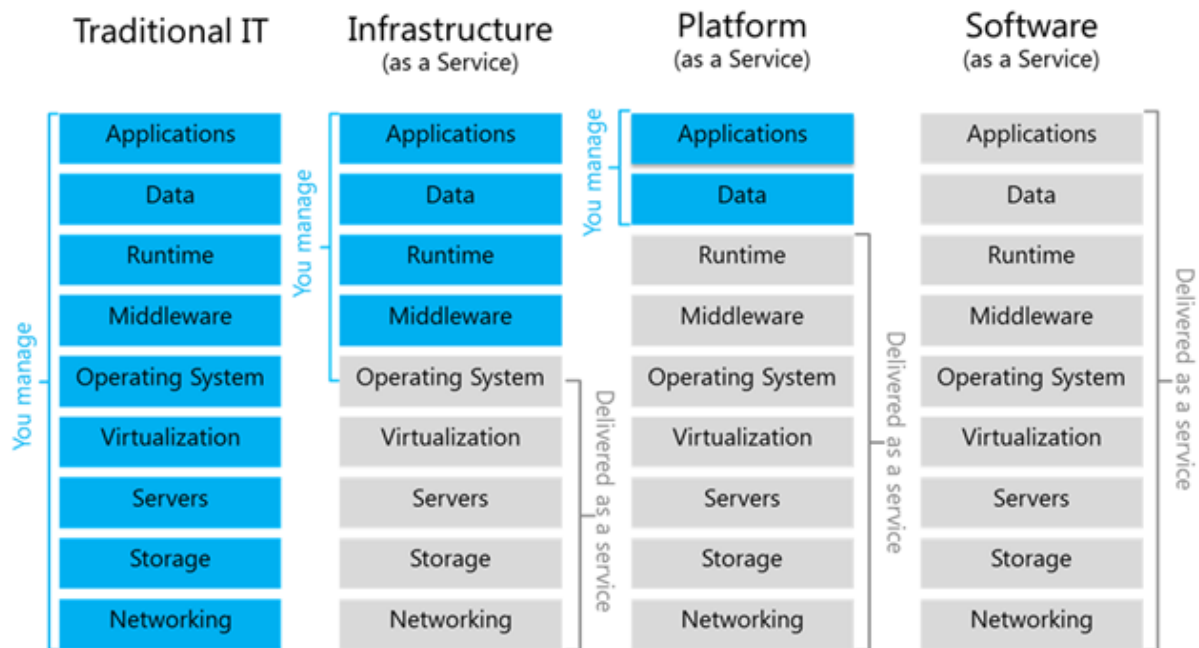 Traditional IT
Infrastructure
(as a Service)
Platform
(as a Service)
Software
(as a Service)
You manage
Applications
Data
Runtime
Middleware
Operating System
Virtualization
Servers
Storage
Networking
You manage
Applications
Data
Runtime
Middleware
Operating System
Virtualization
Servers
Storage
Networking
Delivered as a service
You manage
Applications
Data
Runtime
Middleware
Operating System
Virtualization
Servers
Storage
Networking
Delivered as a service
Applications
Data
Runtime
Middleware
Operating System
Virtualization
Servers
Storage
Networking
Delivered as a service